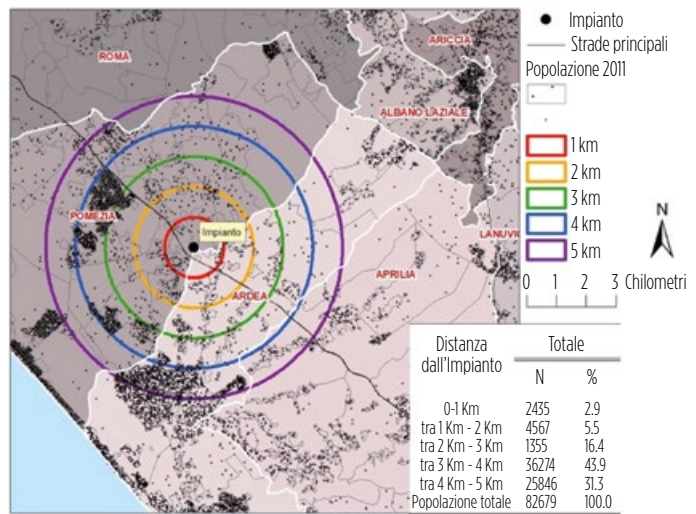 Impianto
Strade principali
Popolazione 2011
1 km
2 km
3 km
4 km
5 km
N
0 1 2 3 Chilometri
ROMA
ARICCIA
ALBANO LAZIALE
POMEZIA
Impianto
LANUVIO
APRILIA
ARDEA
Distanza dall'Impianto Totale
N %
0-1 Km 2435 2.9
tra 1 Km - 2 Km 4567 5.5
tra 2 Km - 3 Km 1355 16.4
tra 3 Km - 4 Km 36274 43.9
tra 4 Km - 5 Km 25846 31.3
Popolazione totale 82679 100.0